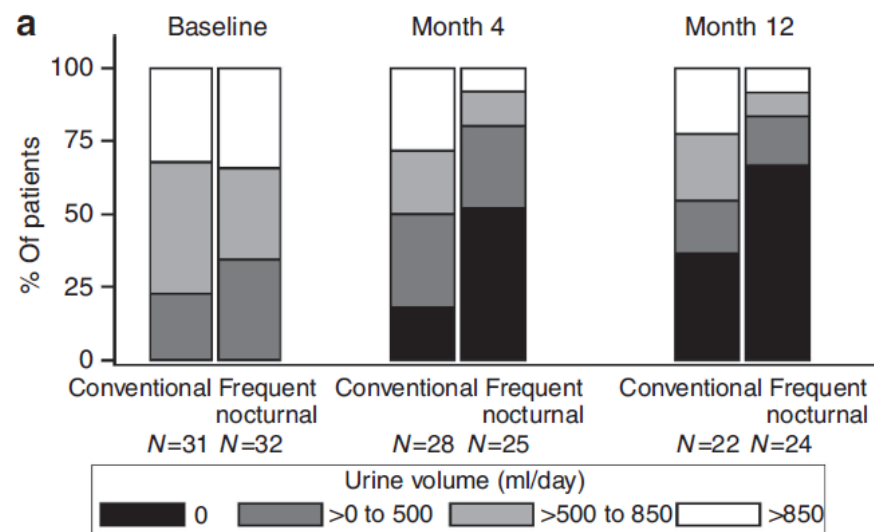 a
Baseline Month 4 Month 12
% Of patients
100
75
50
25
0
Conventional Frequent nocturnal Conventional Frequent nocturnal Conventional Frequent nocturnal
N=31 N=32 N=28 N=25 N=22 N=24
Urine volume (ml/day)
0 >0 to 500 >500 to 850 >850